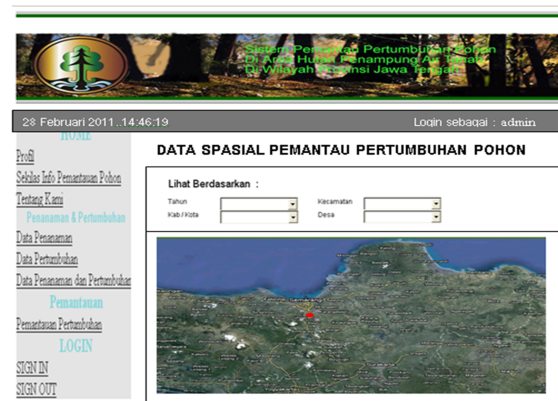 Sistem Pemantau Pertumbuhan Pohon
Di Area Hutan Penampung Air Tanah
Di Wilayah Provinsi Jawa Tengah
28 Februari 2011..14:46:19
Login sebagai : admin
HOME
Profil
Sekilas Info Pemantauan Pohon
Tentang Kami
Penanaman & Pertumbuhan
Data Penanaman
Data Pertumbuhan
Data Penanaman dan Pertumbuhan
Pemantauan
Pemantauan Pertumbuhan
LOGIN
SIGN IN
SIGN OUT
DATA SPASIAL PEMANTAU PERTUMBUHAN POHON
Lihat Berdasarkan :
Tahun
Kecamatan
Kab / Kota
Desa
Semarang